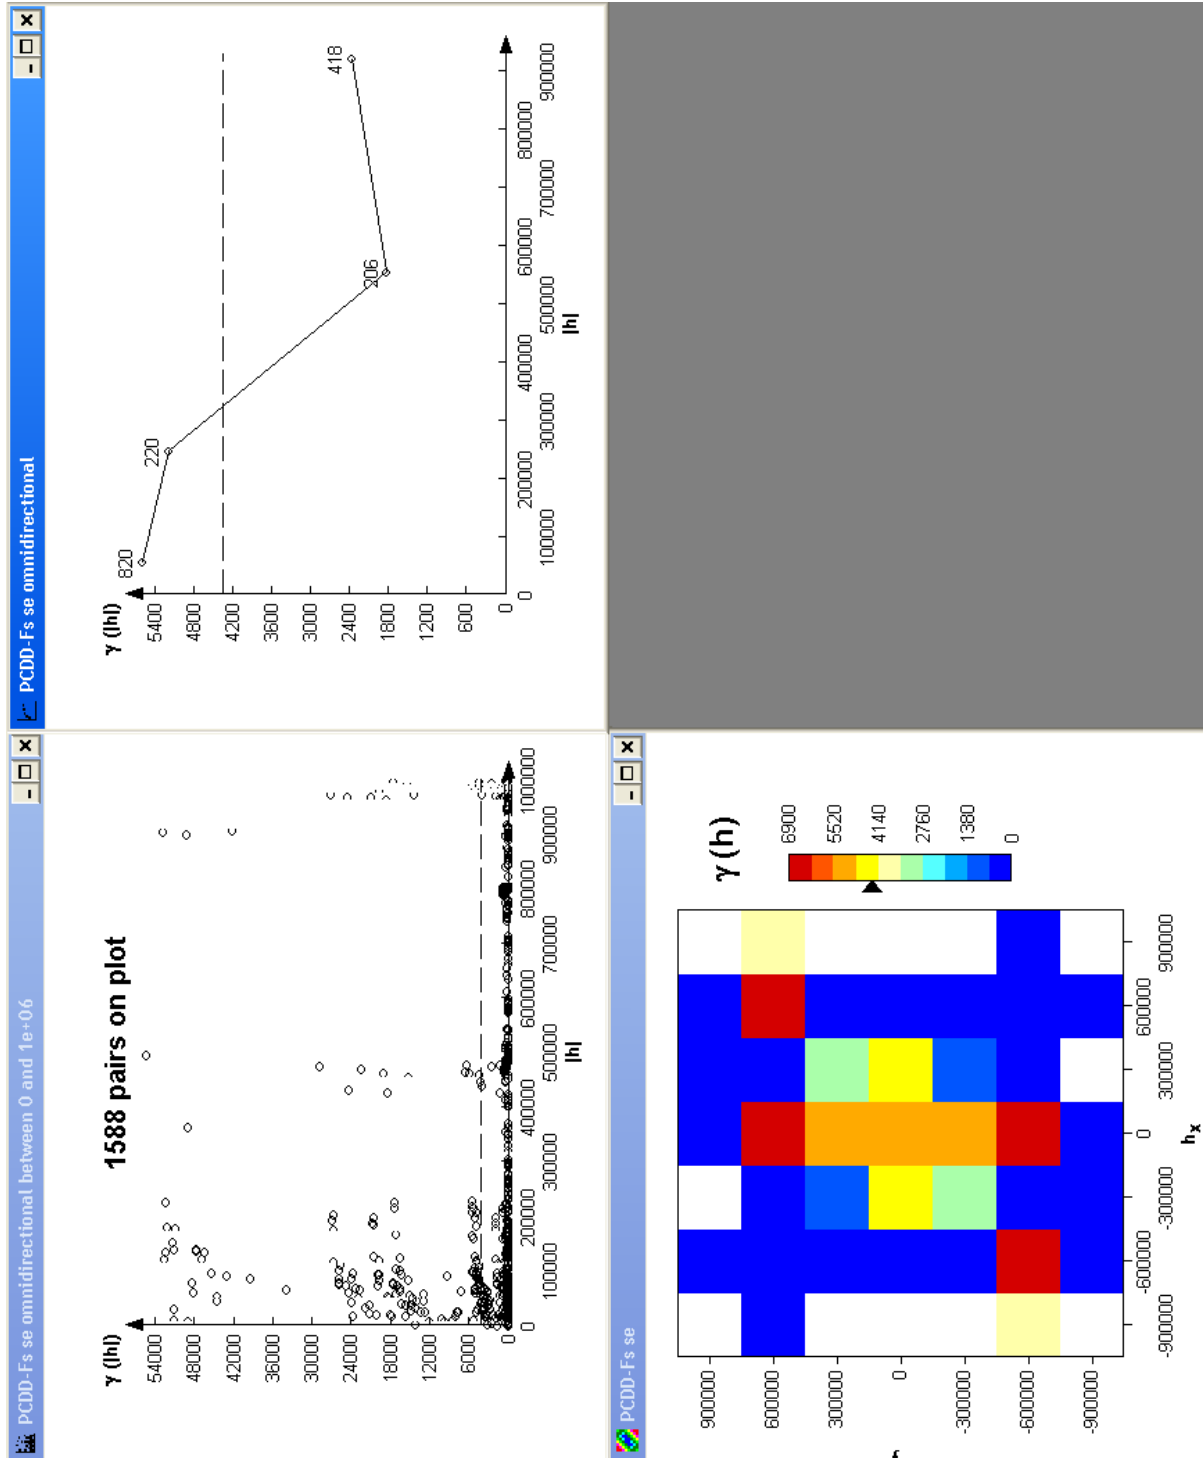 PCDD-Fs se omnidirectional between 0 and 1e+06
1588 pairs on plot
γ (|h|)
54000
48000
42000
36000
30000
24000
18000
12000
6000
0
0 100000 200000 300000 400000 500000 600000 700000 800000 900000 1000000
|h|
PCDD-Fs se omnidirectional
γ (|h|)
820
220
206
418
5400
4800
4200
3600
3000
2400
1800
1200
600
0
0 100000 200000 300000 400000 500000 600000 700000 800000 900000
|h|
PCDD-Fs se
γ (h)
6900
5520
4140
2760
1380
0
900000
600000
300000
0
-300000
-600000
-900000
-900000 -600000 -300000 0 300000 600000 900000
hx